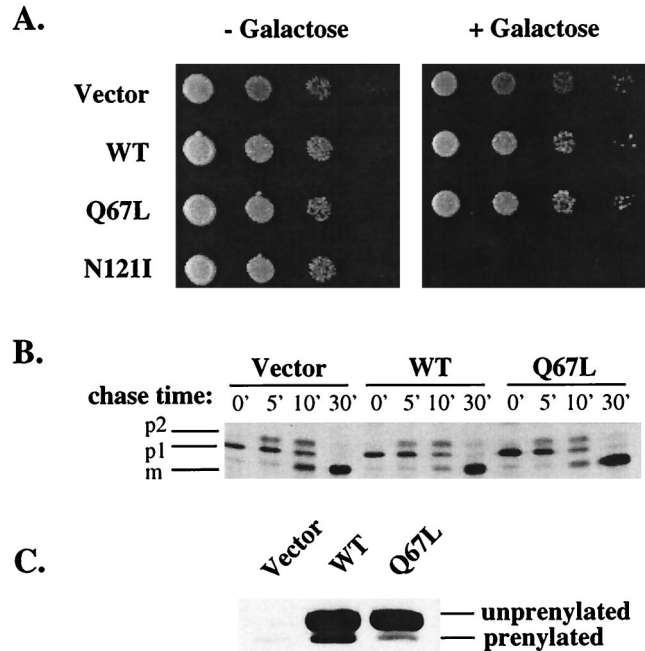 A.
- Galactose + Galactose
Vector
WT
Q67L
N121I
B.
Vector WT Q67L
chase time: 0' 5' 10' 30' 0' 5' 10' 30' 0' 5' 10' 30'
p2
p1
m
C.
Vector WT Q67L
unprenylated
prenylated